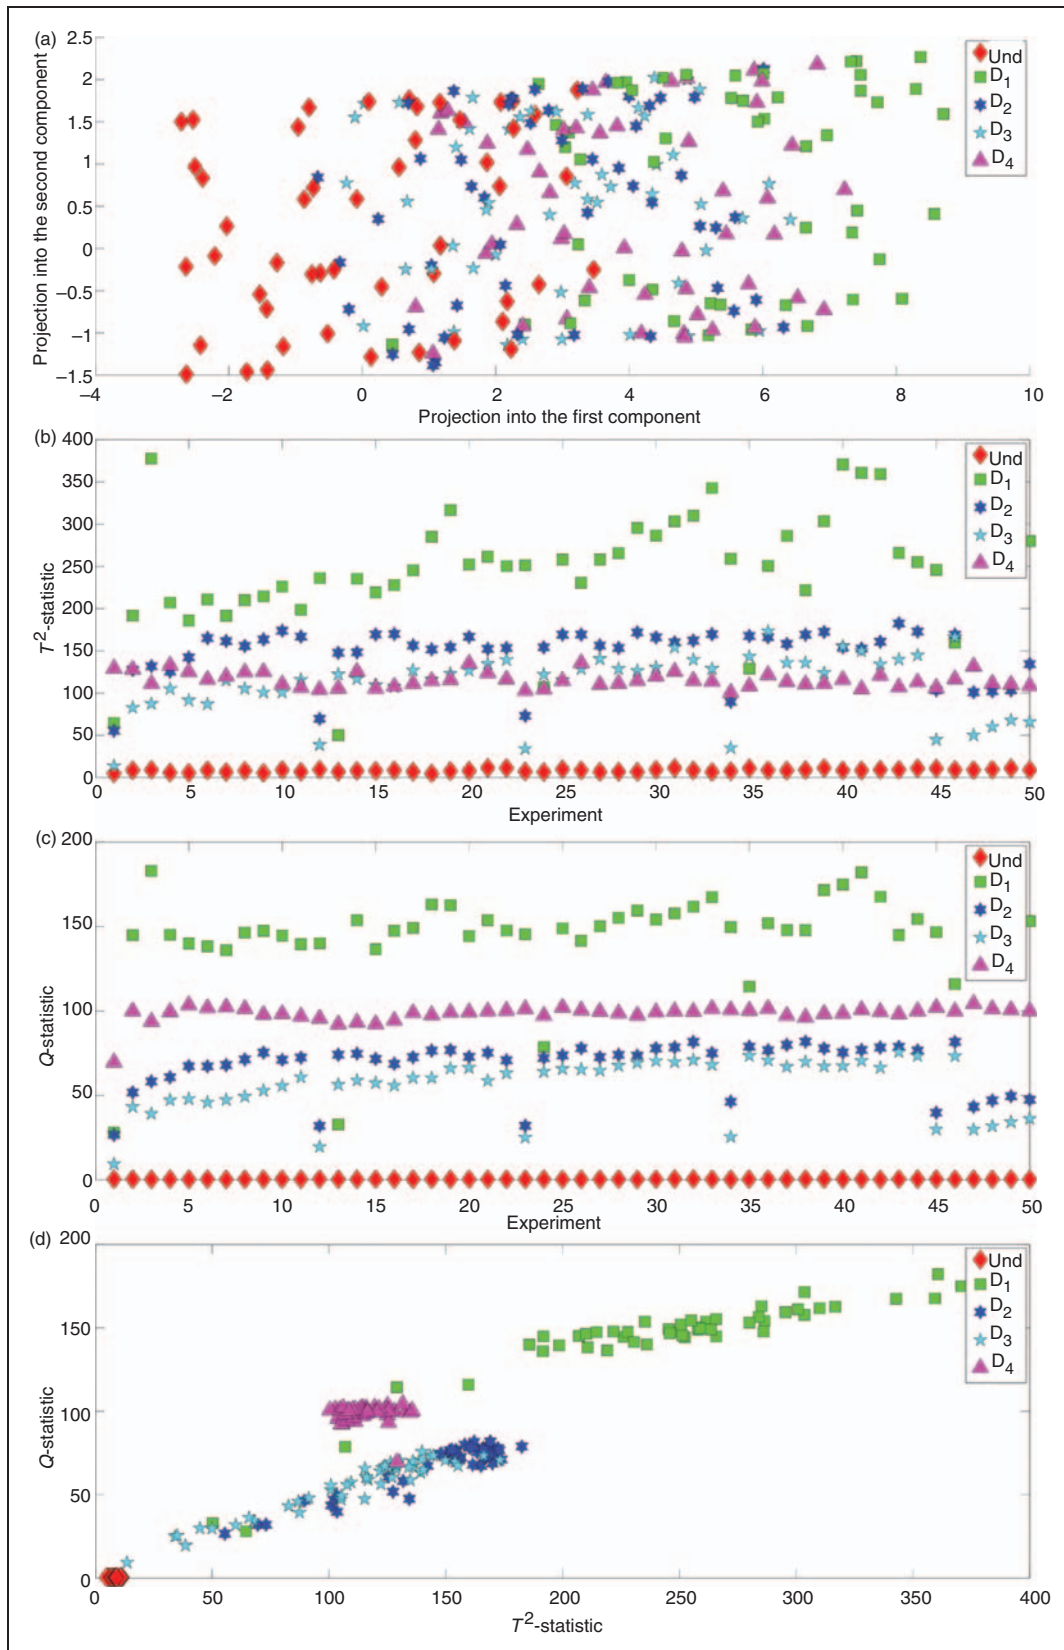 (a)
2.5
2
1.5
1
0.5
0
−0.5
−1
−1.5
−4
−2
0
2
4
6
8
10
Projection into the second component
Projection into the first component
Und
D1
D2
D3
D4
(b)
400
350
300
250
200
150
100
50
0
0
5
10
15
20
25
30
35
40
45
50
T2-statistic
Experiment
Und
D1
D2
D3
D4
(c)
200
150
100
50
0
0
5
10
15
20
25
30
35
40
45
50
Q-statistic
Experiment
Und
D1
D2
D3
D4
(d)
200
150
100
50
0
0
50
100
150
200
250
300
350
400
Q-statistic
T2-statistic
Und
D1
D2
D3
D4